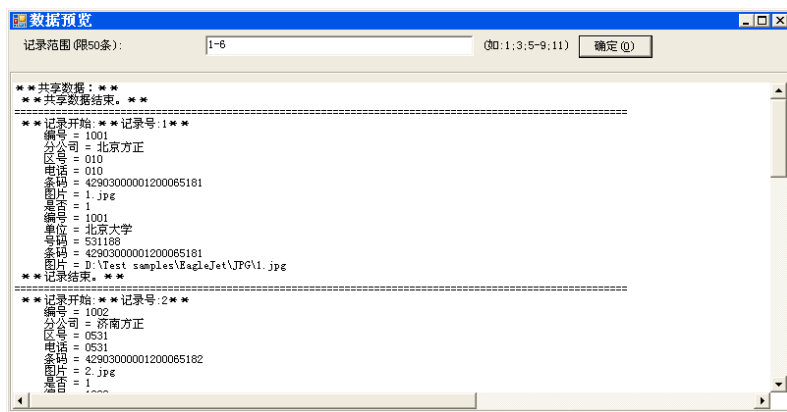 数据预览
记录范围(限50条): 1-6 (如:1;3;5-9;11) 确定(O)
**共享数据：**
**共享数据结束。**
================================================================================
**记录开始:**记录号:1**
编号 = 1001
分公司 = 北京方正
区号 = 010
电话 = 010
条码 = 42903000001200065181
图片 = 1.jpg
是否 = 1
编号 = 1001
单位 = 北京大学
号码 = 531188
条码 = 42903000001200065181
图片 = D:\Test samples\EagleJet\JPG\1.jpg
**记录结束。**
================================================================================
**记录开始:**记录号:2**
编号 = 1002
分公司 = 济南方正
区号 = 0531
电话 = 0531
条码 = 42903000001200065182
图片 = 2.jpg
是否 = 1